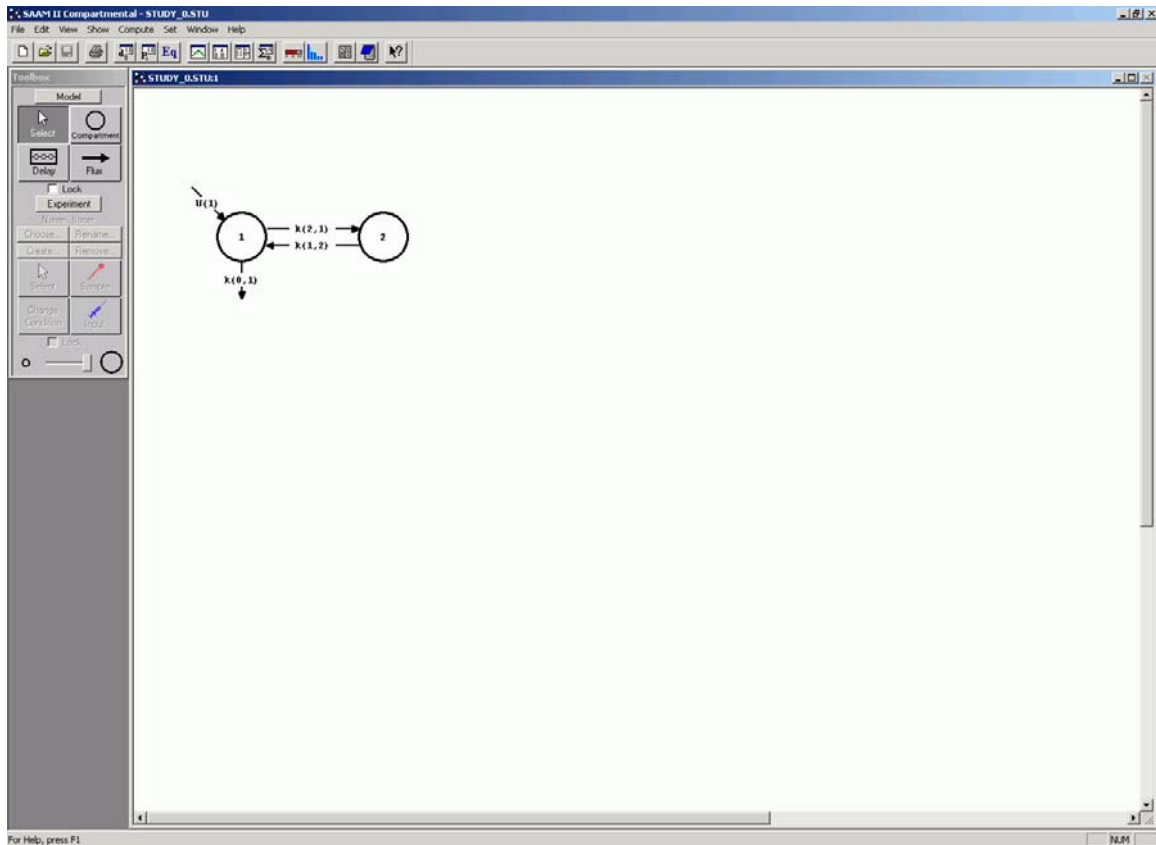 SAAM II Compartmental - STUDY_0.STU
File Edit View Show Compute Set Window Help
Eq
Toolbox
STUDY_0.STU:1
Model
Select Compartment
Delay Flux
Lock
Experiment
Name:
Choose... Rename...
Create... Remove...
Select Sample
Change Condition Input
Lock
U(1)
1
k(2,1)
k(1,2)
2
k(0,1)
For Help, press F1
NUM